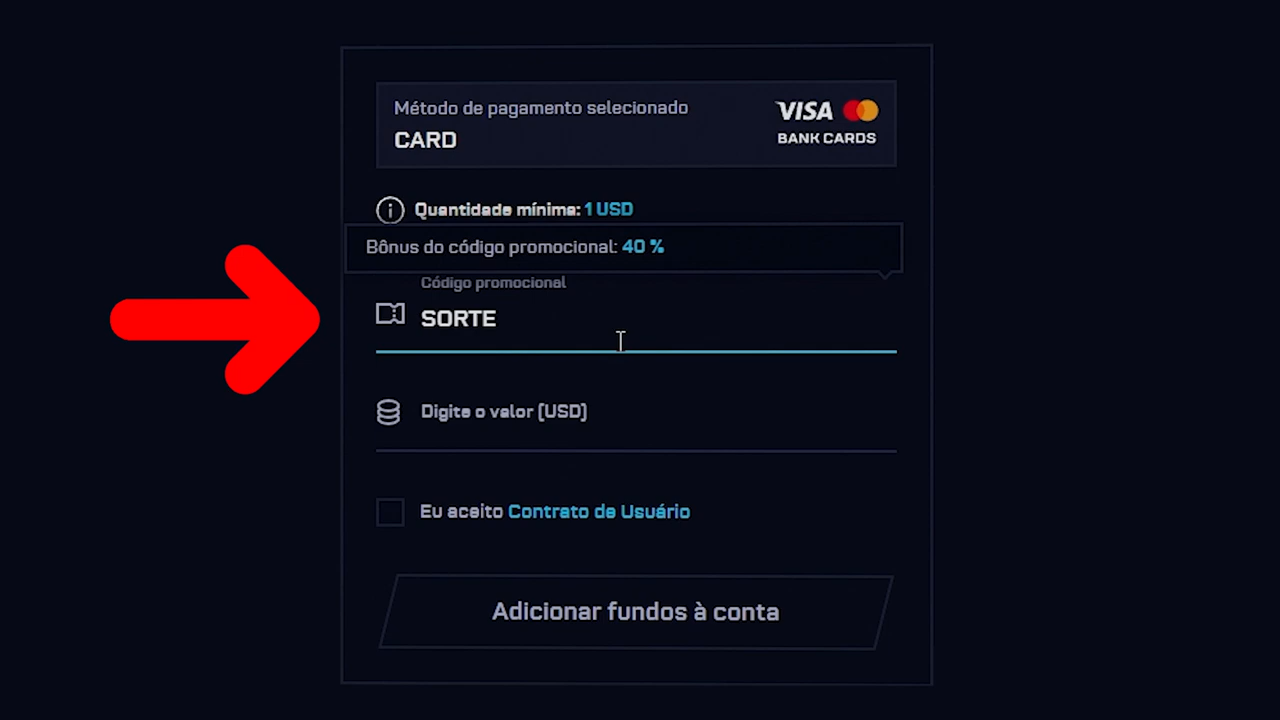 Método de pagamento selecionado
CARD
VISA
BANK CARDS
Quantidade mínima: 1 USD
Bônus do código promocional: 40 %
Código promocional
SORTE
Digite o valor (USD)
Eu aceito Contrato de Usuário
Adicionar fundos à conta